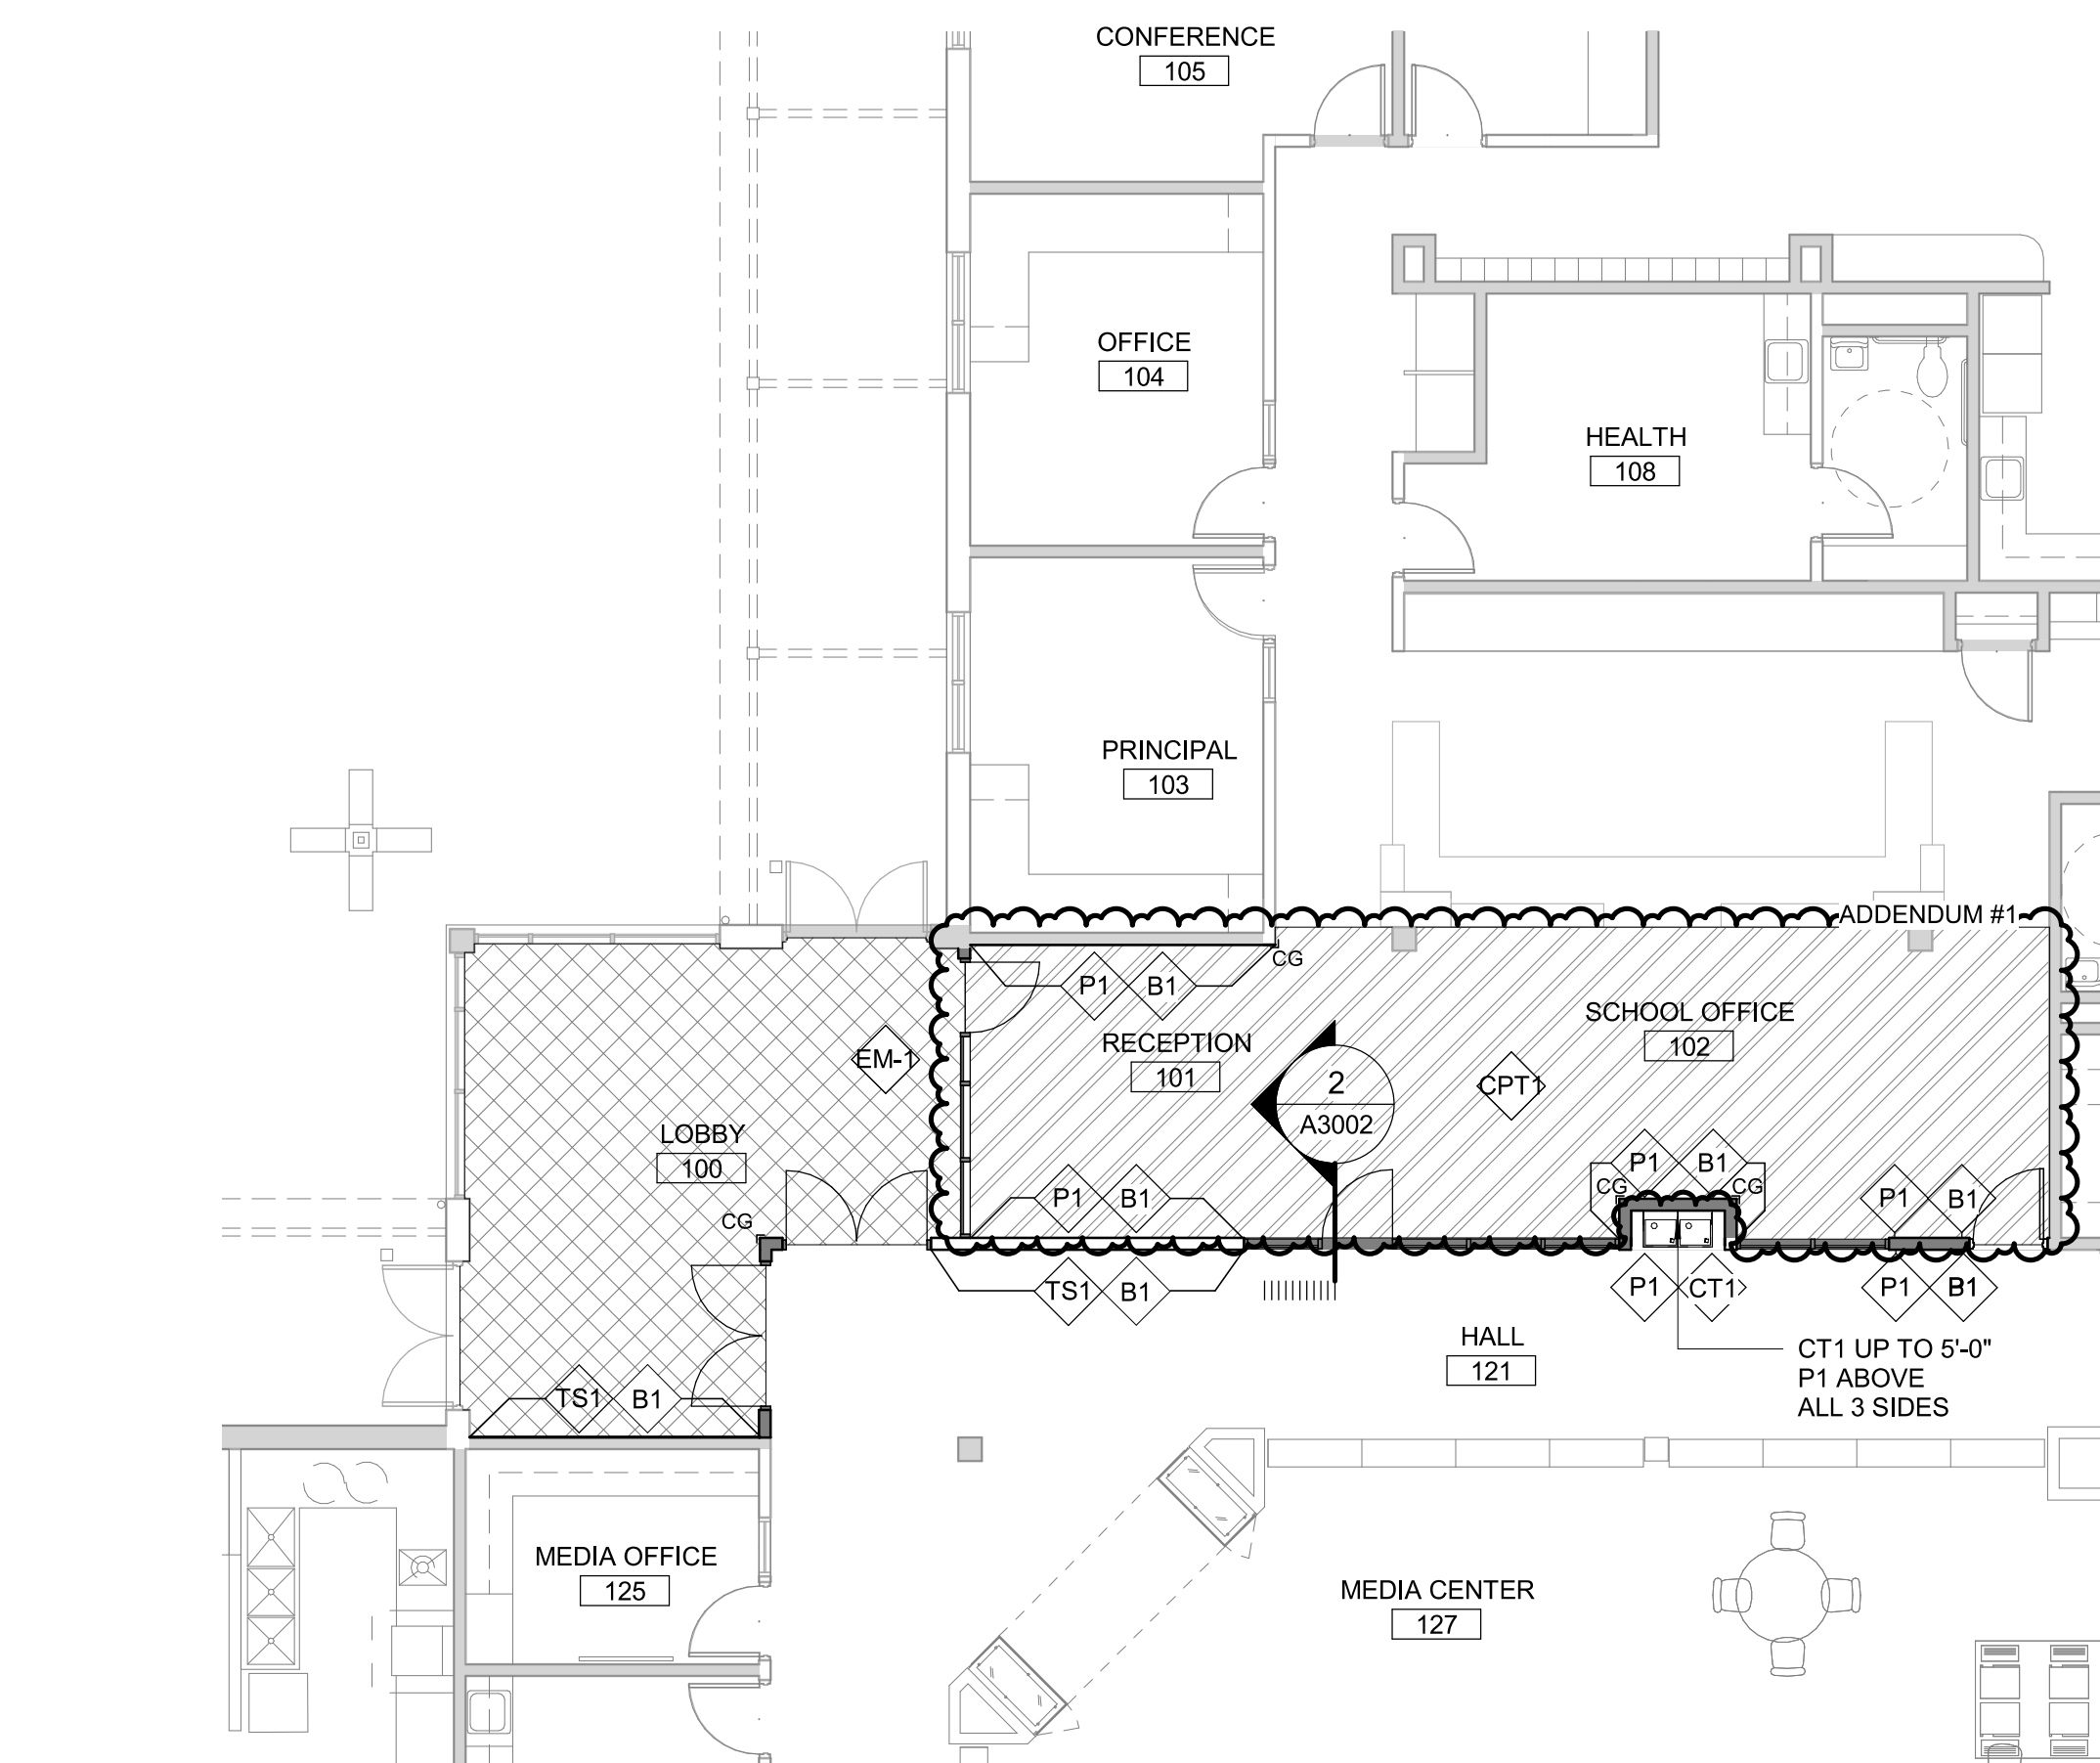 CONFERENCE
105
OFFICE
104
HEALTH
108
PRINCIPAL
103
ADDENDUM #1
CG
P1 B1
SCHOOL OFFICE
102
RECEPTION
101
EM-1
2
A3002
CPT1
LOBBY
100
P1 B1
CG CG
P1 B1
P1 B1
CG
TS1 B1
P1 CT1
P1 B1
HALL
121
CT1 UP TO 5'-0"
P1 ABOVE
ALL 3 SIDES
TS1 B1
MEDIA OFFICE
125
MEDIA CENTER
127